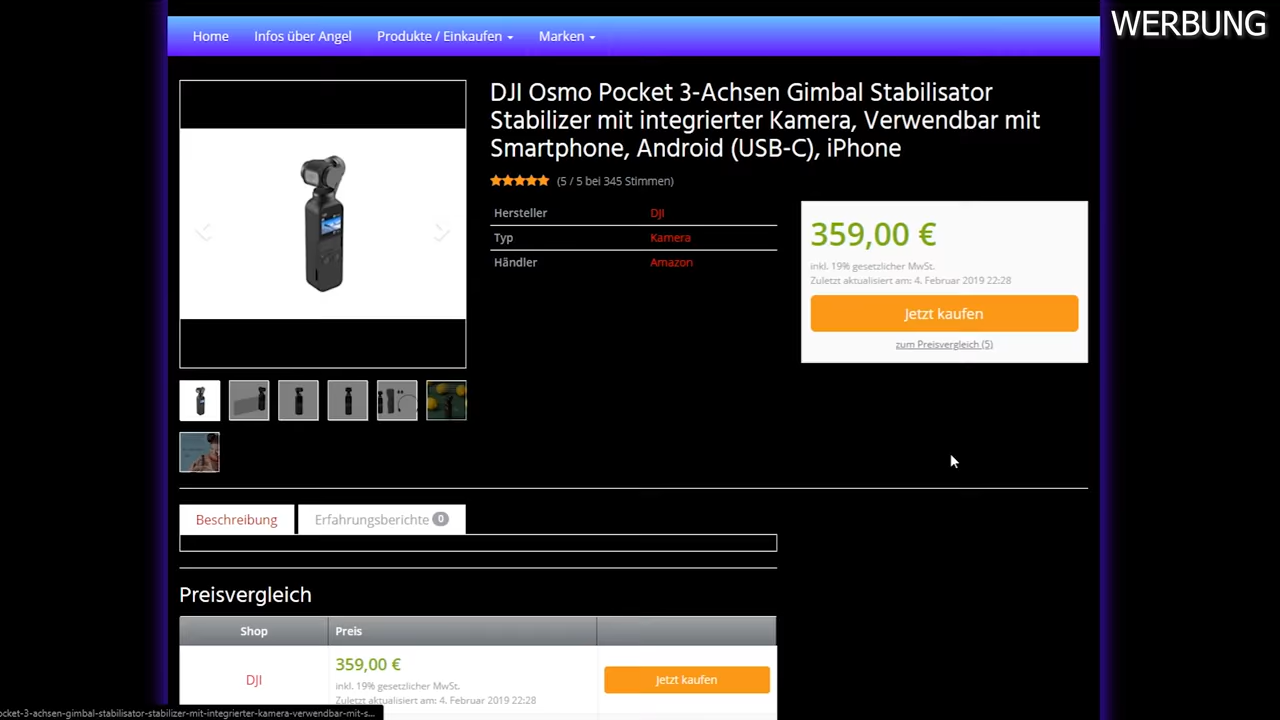 WERBUNG
Home Infos über Angel Produkte / Einkaufen Marken
DJI Osmo Pocket 3-Achsen Gimbal Stabilisator
Stabilizer mit integrierter Kamera, Verwendbar mit
Smartphone, Android (USB-C), iPhone
(5 / 5 bei 345 Stimmen)
Hersteller DJI
Typ Kamera
Händler Amazon
359,00 €
inkl. 19% gesetzlicher MwSt.
Zuletzt aktualisiert am: 4. Februar 2019 22:28
Jetzt kaufen
zum Preisvergleich (5)
Beschreibung Erfahrungsberichte 0
Preisvergleich
Shop Preis
DJI
359,00 €
inkl. 19% gesetzlicher MwSt.
Zuletzt aktualisiert am: 4. Februar 2019 22:28
Jetzt kaufen
ocket-3-achsen-gimbal-stabilisator-stabilizer-mit-integrierter-kamera-verwendbar-mit-s...